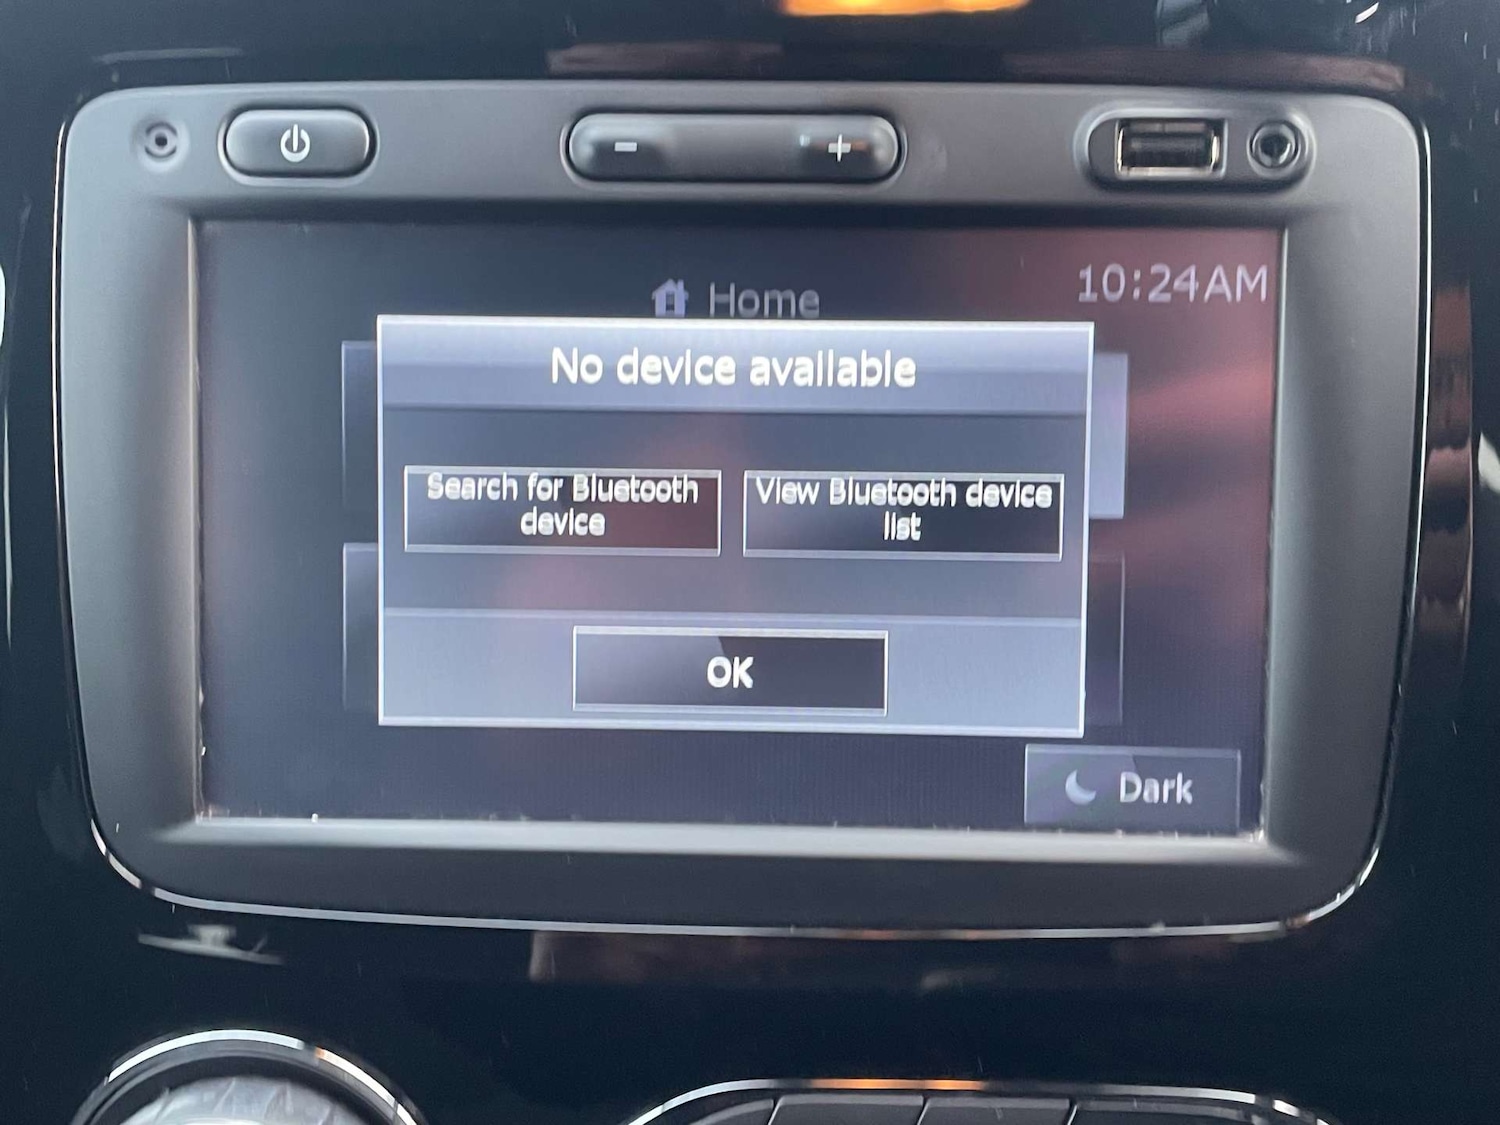 Home
10:24AM
No device available
Search for Bluetooth
device
View Bluetooth device
list
OK
Dark